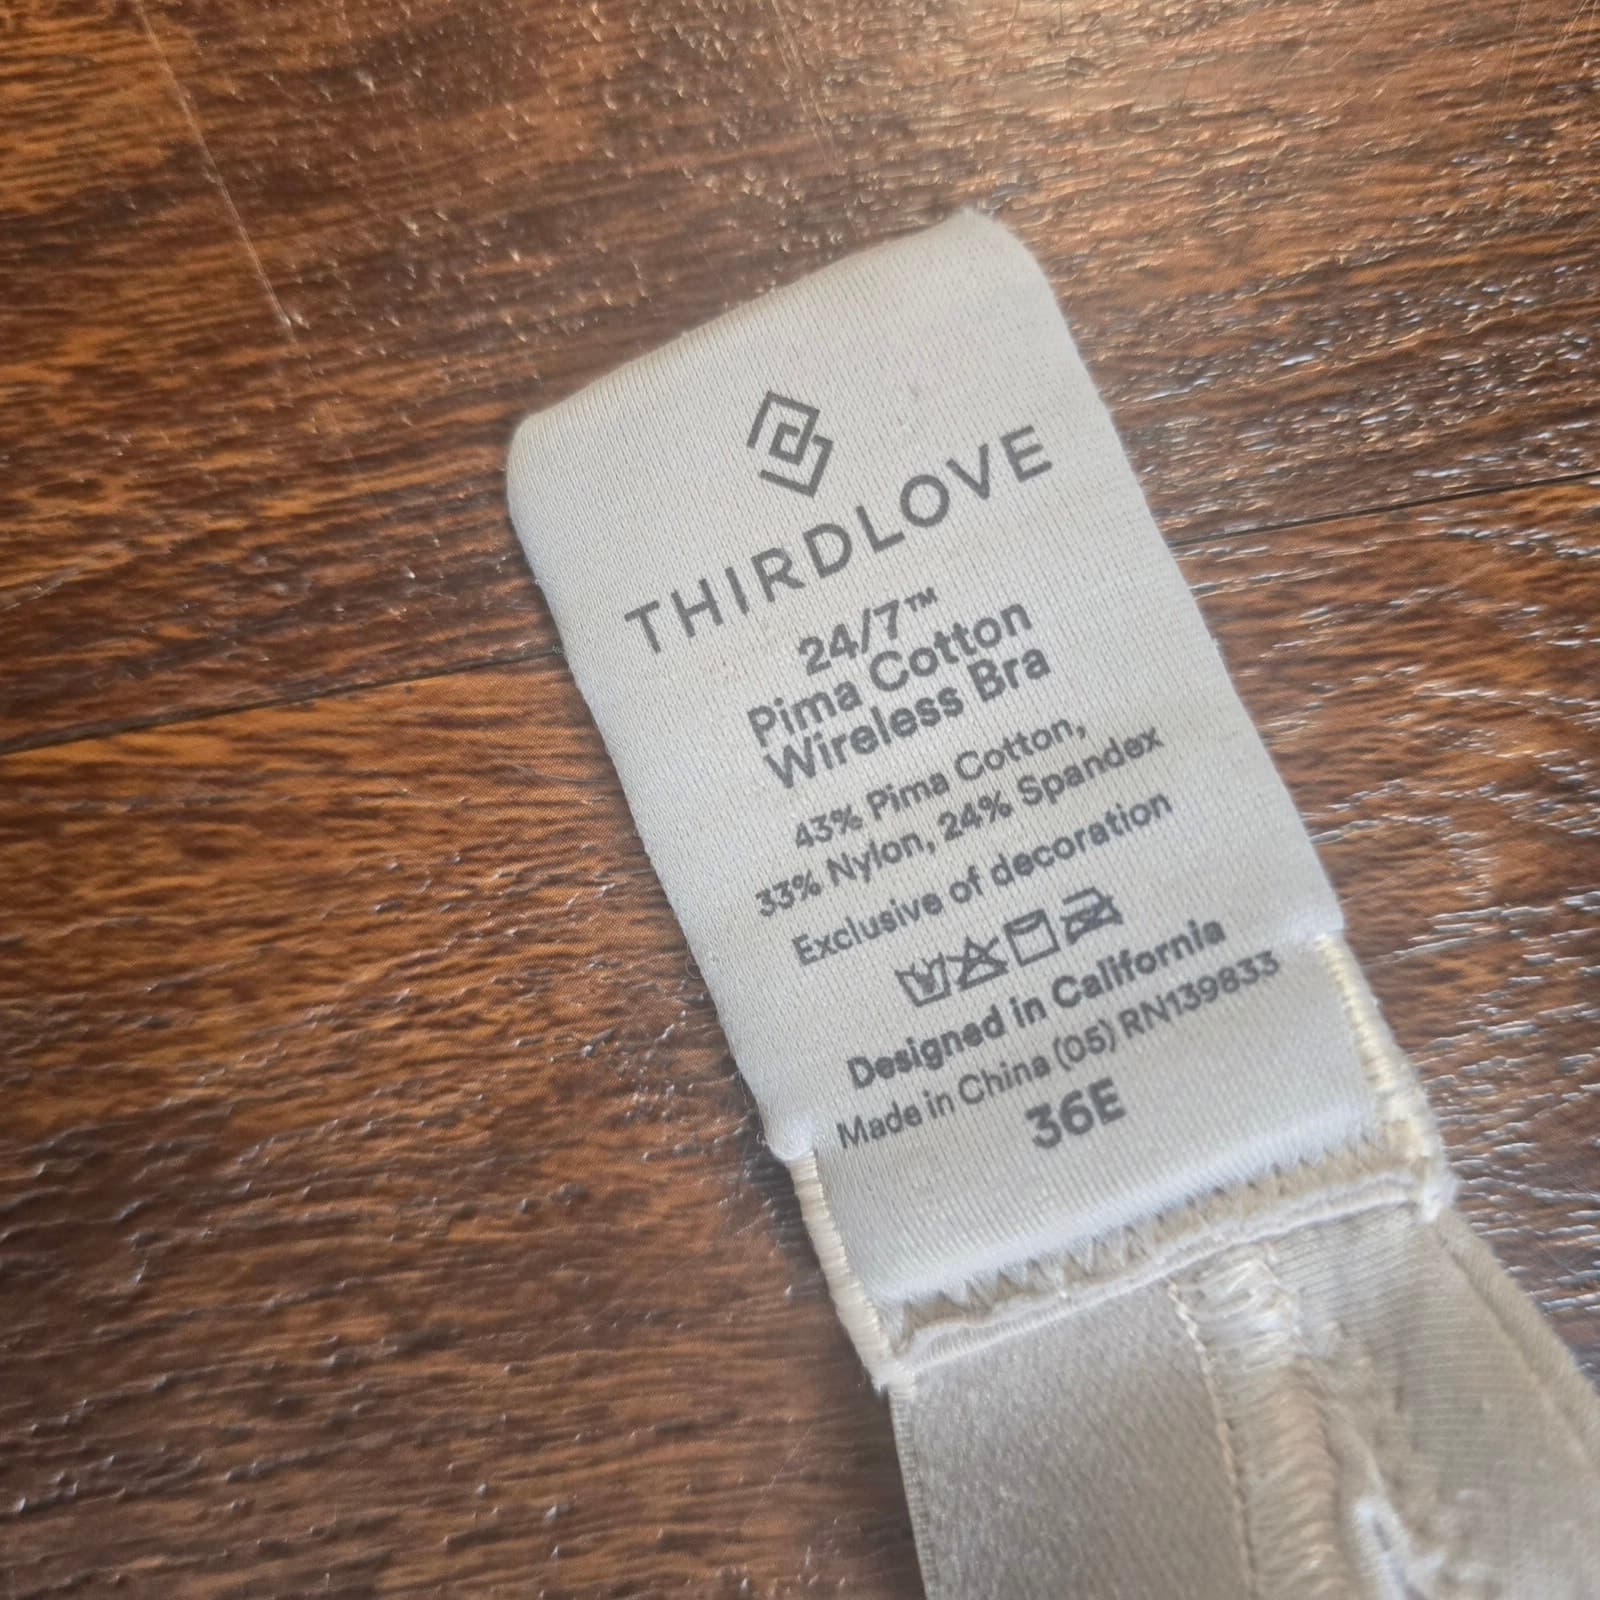 THIRDLOVE
24/7™
Pima Cotton
Wireless Bra
43% Pima Cotton,
33% Nylon, 24% Spandex
Exclusive of decoration
Designed in California
Made in China (05) RN139833
36E